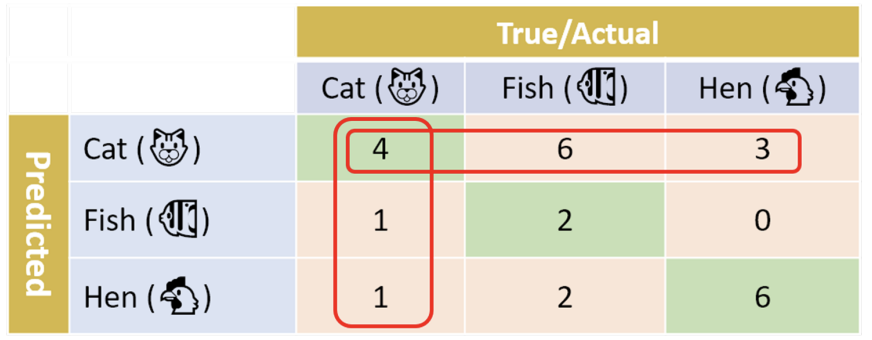 True/Actual
Cat ( ) Fish ( ) Hen ( )
Predicted
Cat ( ) 4 6 3
Fish ( ) 1 2 0
Hen ( ) 1 2 6